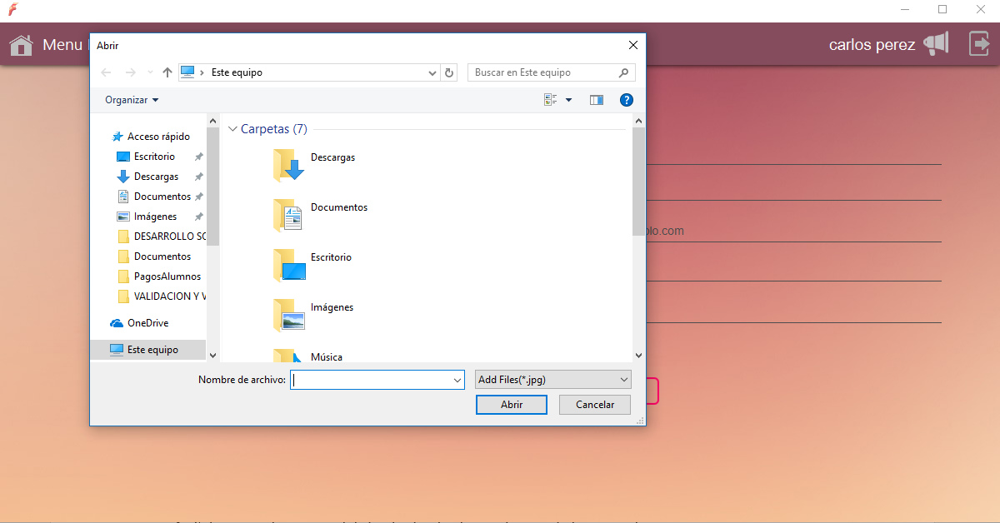 Menu
carlos perez
Abrir
Este equipo
Buscar en Este equipo
Organizar
Acceso rápido
Escritorio
Descargas
Documentos
Imágenes
DESARROLLO SC
Documentos
PagosAlumnos
VALIDACION Y V
OneDrive
Este equipo
Carpetas (7)
Descargas
Documentos
Escritorio
Imágenes
Música
olo.com
Nombre de archivo:
Add Files(*.jpg)
Abrir
Cancelar